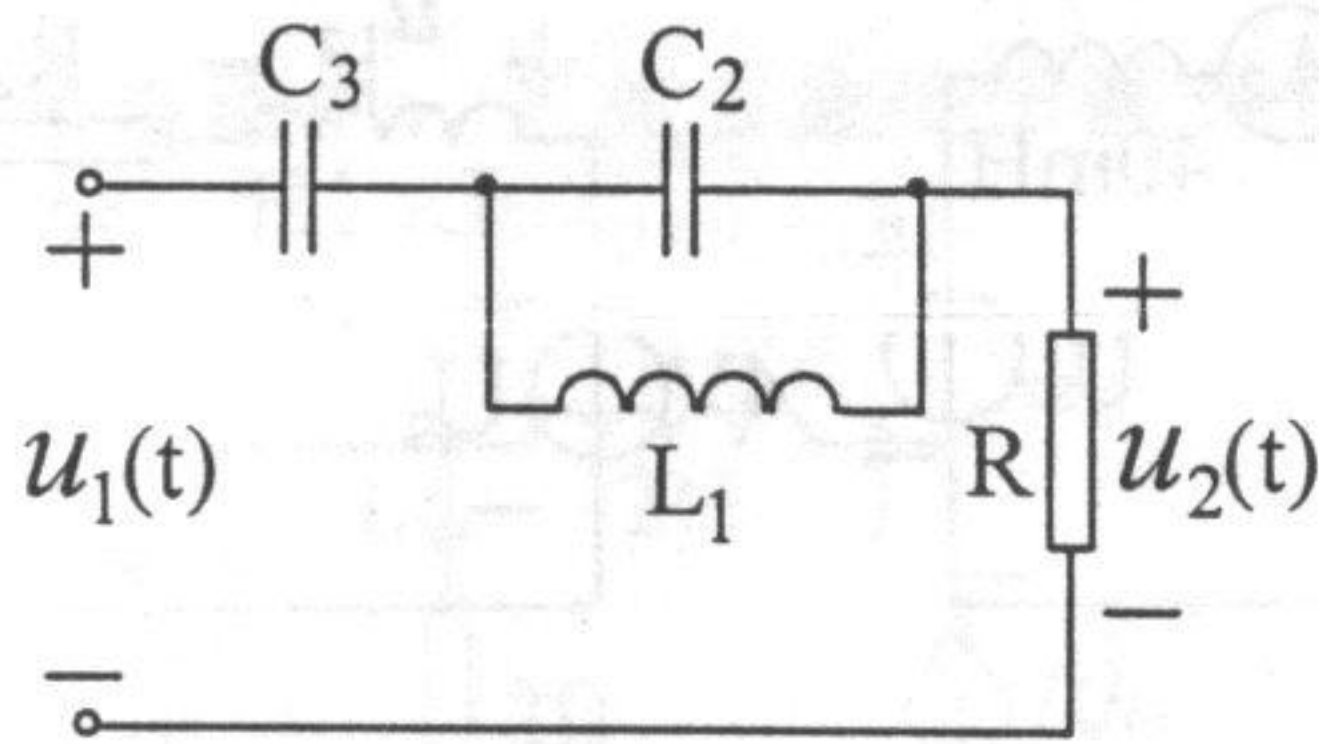 C₃ C₂
+
+
u₁(t) L₁ R u₂(t)
−
−